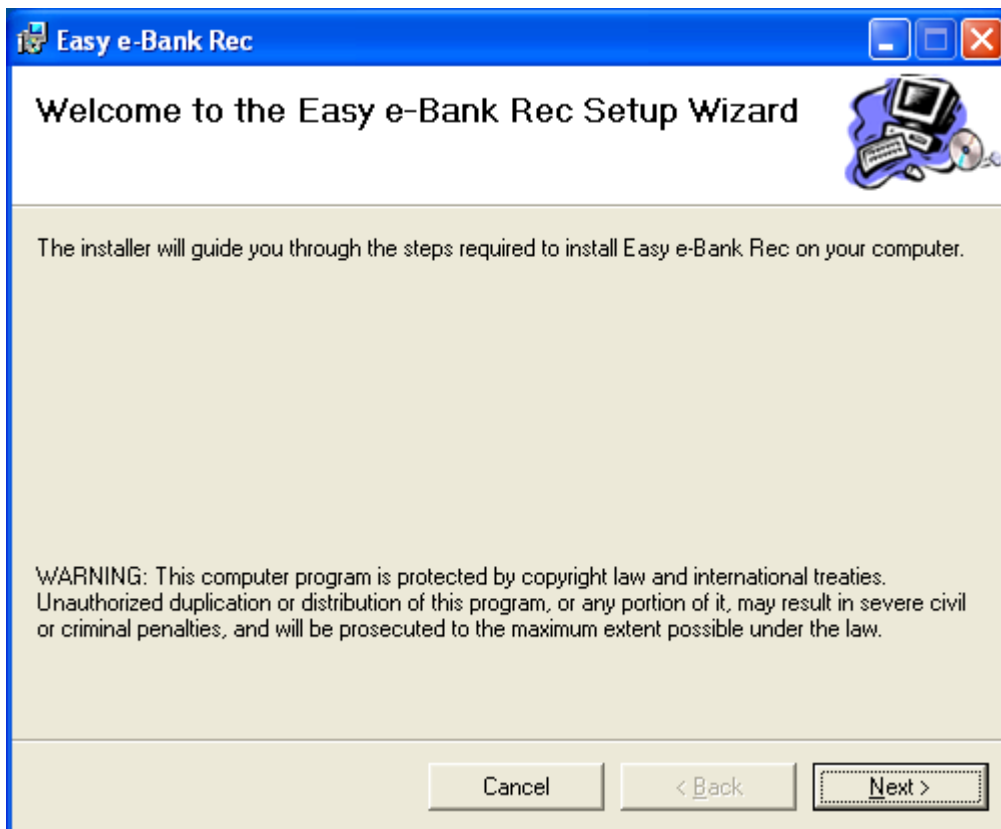 Easy e-Bank Rec
Welcome to the Easy e-Bank Rec Setup Wizard
The installer will guide you through the steps required to install Easy e-Bank Rec on your computer.
WARNING: This computer program is protected by copyright law and international treaties.
Unauthorized duplication or distribution of this program, or any portion of it, may result in severe civil
or criminal penalties, and will be prosecuted to the maximum extent possible under the law.
Cancel
< Back
Next >